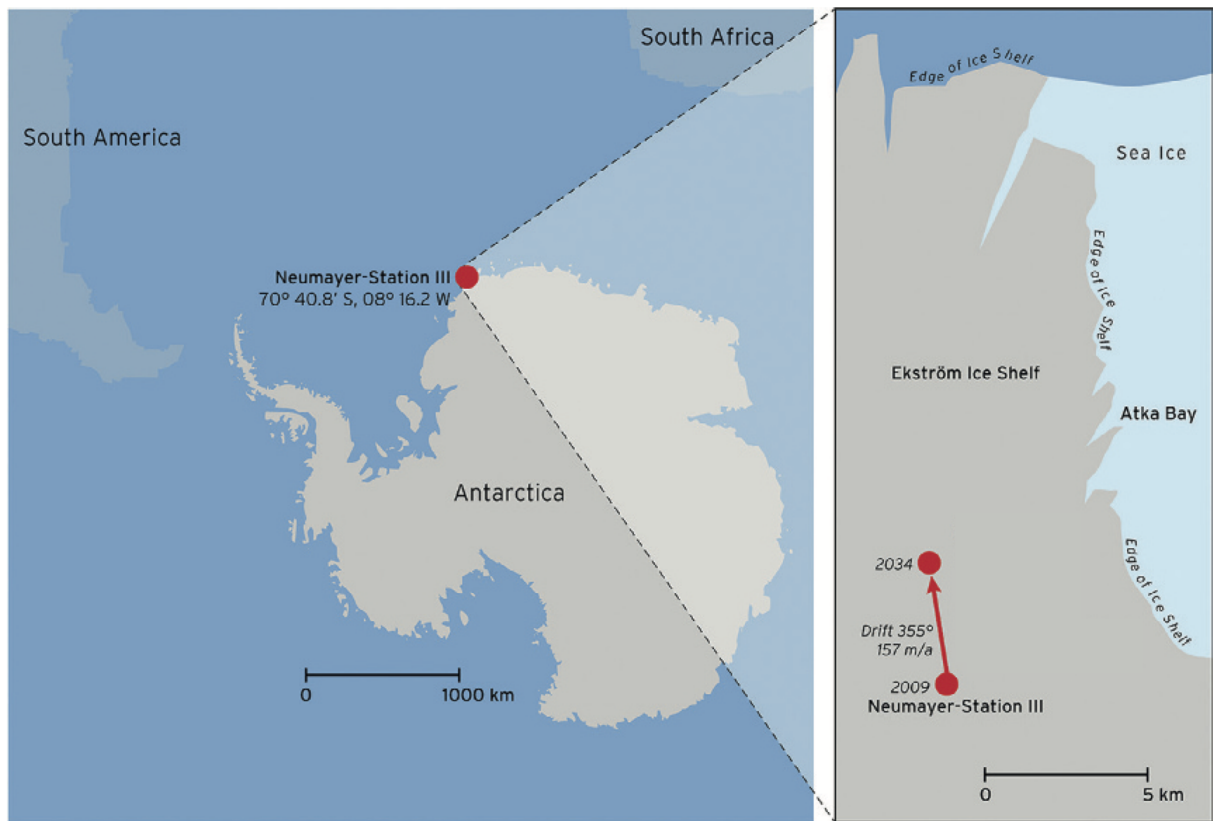 South Africa
South America
Neumayer-Station III
70° 40.8' S, 08° 16.2 W
Antarctica
0
1000 km
Edge of Ice Shelf
Sea Ice
Edge of Ice Shelf
Ekström Ice Shelf
Atka Bay
Edge of Ice Shelf
2034
Drift 355°
157 m/a
2009
Neumayer-Station III
0
5 km